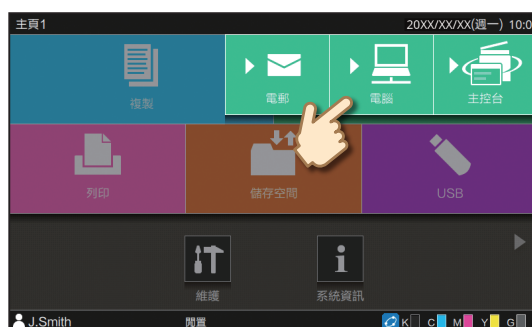 主頁1 20XX/XX/XX(週一) 10:0
複製 電郵 電腦 主控台
列印 儲存空間 USB
維護 系統資訊
J.Smith 閒置 K C M Y G